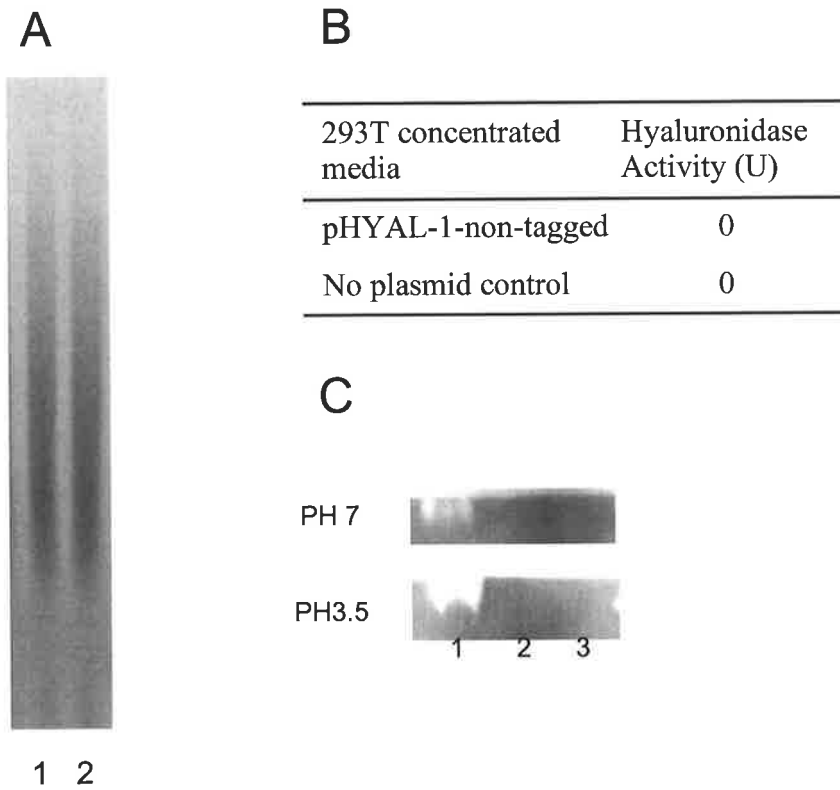 A
B
293T concentrated media
Hyaluronidase Activity (U)
pHYAL-1-non-tagged 0
No plasmid control 0
C
PH 7
PH3.5
1 2 3
1 2